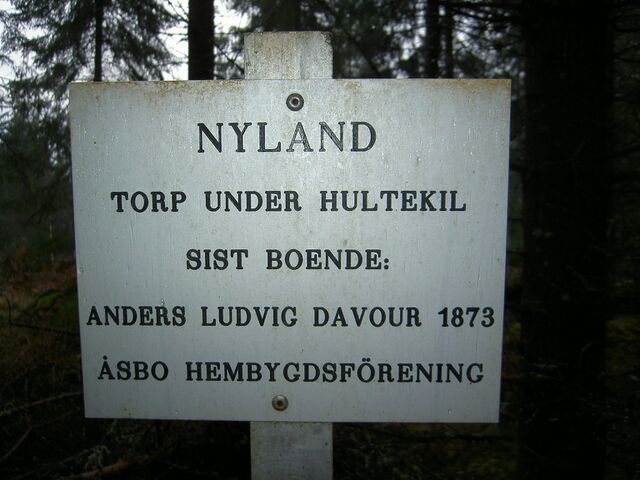 NYLAND
TORP UNDER HULTEKIL
SIST BOENDE:
ANDERS LUDVIG DAVOUR 1873
ÅSBO HEMBYGDSFÖRENING